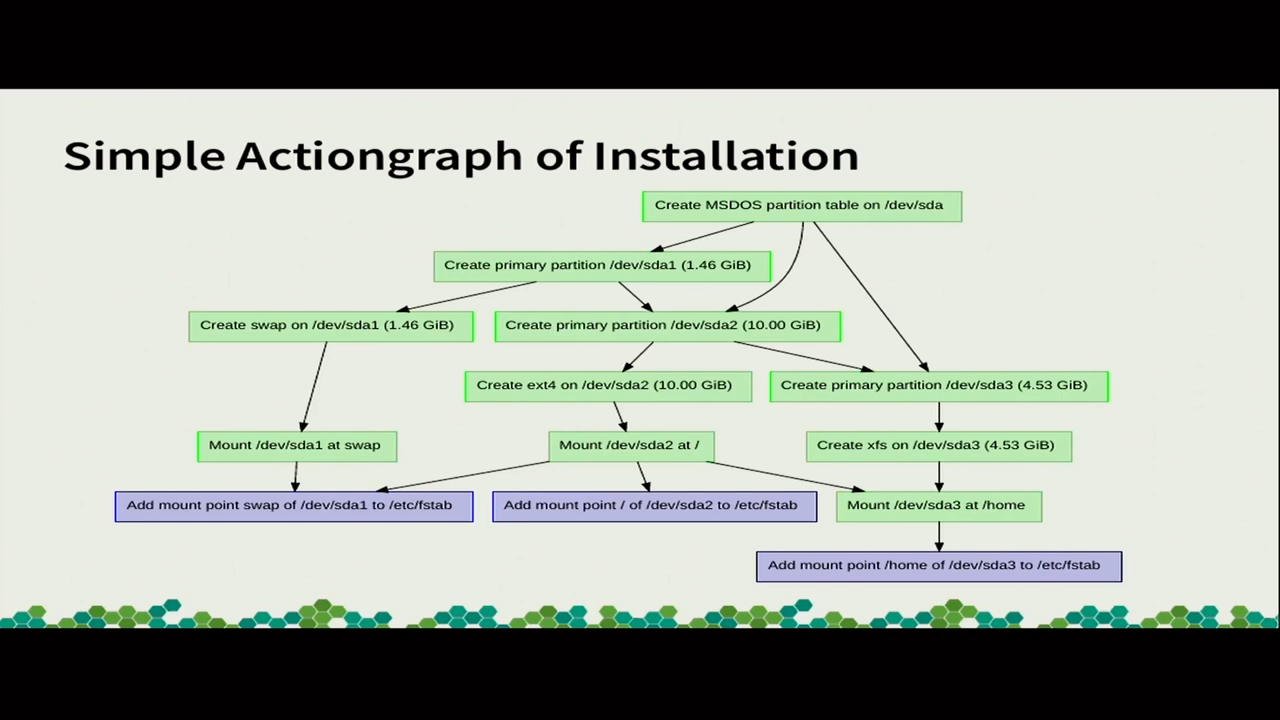 Simple Actiongraph of Installation
Create MSDOS partition table on /dev/sda
Create primary partition /dev/sda1 (1.46 GiB)
Create swap on /dev/sda1 (1.46 GiB)
Create primary partition /dev/sda2 (10.00 GiB)
Create ext4 on /dev/sda2 (10.00 GiB)
Create primary partition /dev/sda3 (4.53 GiB)
Mount /dev/sda1 at swap
Mount /dev/sda2 at /
Create xfs on /dev/sda3 (4.53 GiB)
Add mount point swap of /dev/sda1 to /etc/fstab
Add mount point / of /dev/sda2 to /etc/fstab
Mount /dev/sda3 at /home
Add mount point /home of /dev/sda3 to /etc/fstab